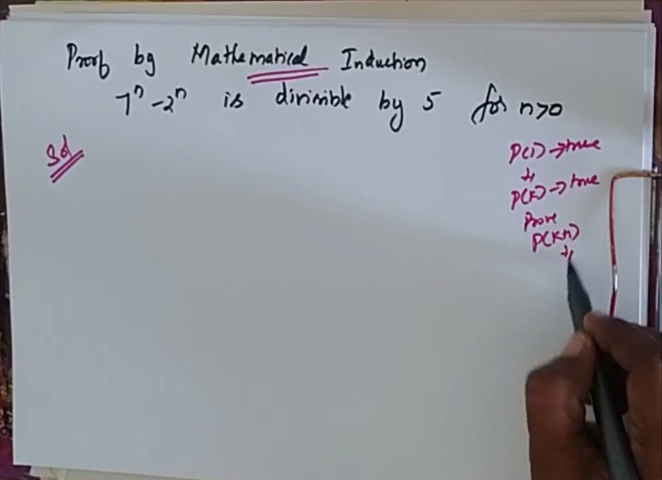 Proof by Mathematical Induction
7ⁿ - 2ⁿ is divisible by 5 for n>0
Sol
P(1) → true
P(K) → true
Prove
P(K+1)